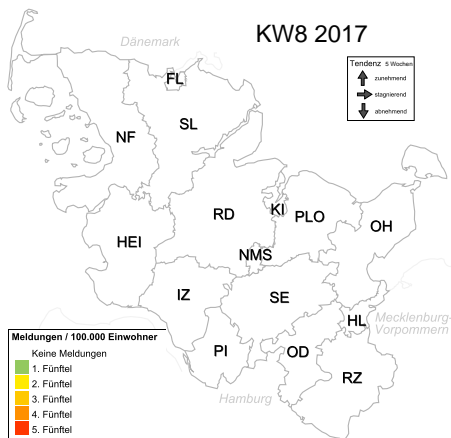 KW8 2017
Dänemark
Tendenz 5 Wochen
zunehmend
stagnierend
abnehmend
FL
NF
SL
RD
KI
PLO
OH
HEI
NMS
IZ
SE
HL
Mecklenburg-
Vorpommern
PI
OD
RZ
Hamburg
Meldungen / 100.000 Einwohner
Keine Meldungen
1. Fünftel
2. Fünftel
3. Fünftel
4. Fünftel
5. Fünftel